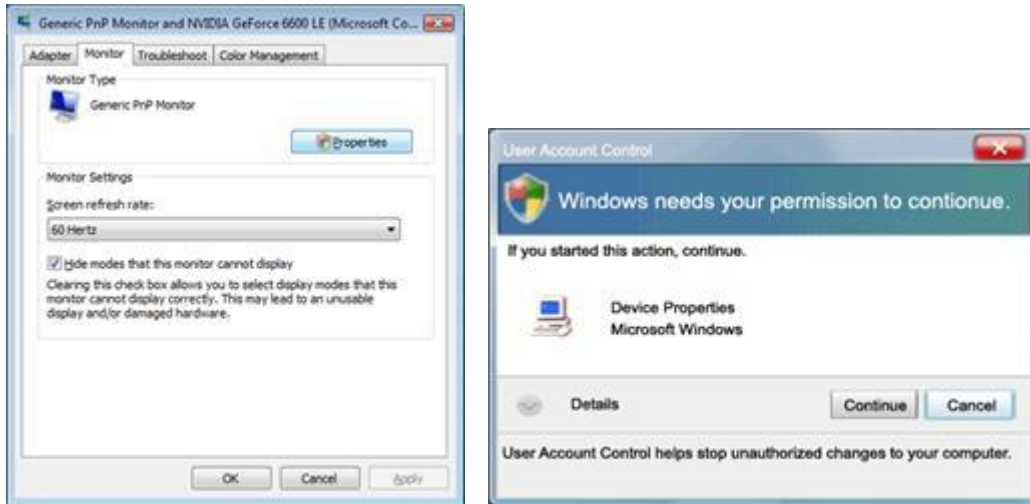 Generic PnP Monitor and NVIDIA GeForce 6600 LE (Microsoft Co...
Adapter Monitor Troubleshoot Color Management
Monitor Type
Generic PnP Monitor
Properties
Monitor Settings
Screen refresh rate:
60 Hertz
Hide modes that this monitor cannot display
Clearing this check box allows you to select display modes that this
monitor cannot display correctly. This may lead to an unusable
display and/or damaged hardware.
OK Cancel Apply
User Account Control
Windows needs your permission to contionue.
If you started this action, continue.
Device Properties
Microsoft Windows
Details Continue Cancel
User Account Control helps stop unauthorized changes to your computer.